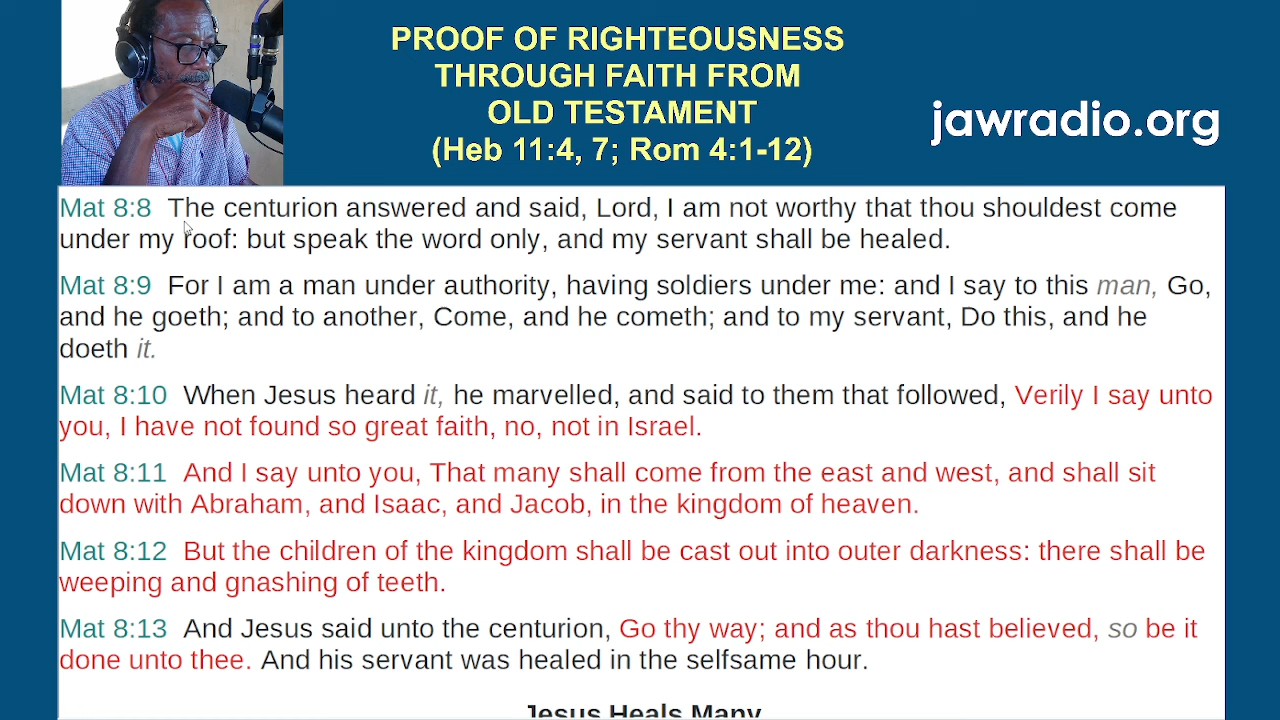 PROOF OF RIGHTEOUSNESS
THROUGH FAITH FROM
OLD TESTAMENT
(Heb 11:4, 7; Rom 4:1-12)
jawradio.org
Mat 8:8 The centurion answered and said, Lord, I am not worthy that thou shouldest come
under my roof: but speak the word only, and my servant shall be healed.
Mat 8:9 For I am a man under authority, having soldiers under me: and I say to this man, Go,
and he goeth; and to another, Come, and he cometh; and to my servant, Do this, and he
doeth it.
Mat 8:10 When Jesus heard it, he marvelled, and said to them that followed, Verily I say unto
you, I have not found so great faith, no, not in Israel.
Mat 8:11 And I say unto you, That many shall come from the east and west, and shall sit
down with Abraham, and Isaac, and Jacob, in the kingdom of heaven.
Mat 8:12 But the children of the kingdom shall be cast out into outer darkness: there shall be
weeping and gnashing of teeth.
Mat 8:13 And Jesus said unto the centurion, Go thy way; and as thou hast believed, so be it
done unto thee. And his servant was healed in the selfsame hour.
Jesus Heals Many